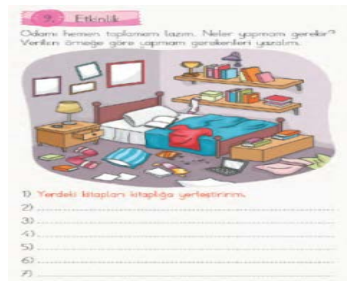 9. Etkinlik
Odamı hemen toplamam lazım. Neler yapmam gerekir?
Verilen örneğe göre yapmam gerekenleri yazalım.
1) Yerdeki kitapları kitaplığa yerleştiririm.
2)
3)
4)
5)
6)
7)